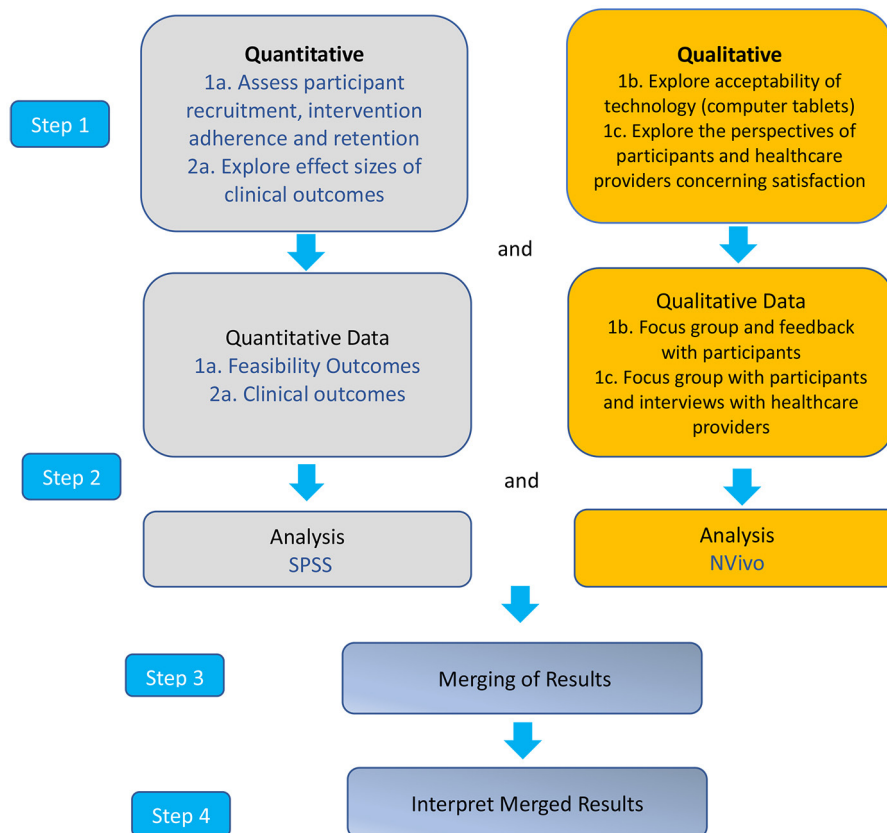 Step 1
Quantitative
1a. Assess participant
recruitment, intervention
adherence and retention
2a. Explore effect sizes of
clinical outcomes
and
Qualitative
1b. Explore acceptability of
technology (computer tablets)
1c. Explore the perspectives of
participants and healthcare
providers concerning satisfaction
Quantitative Data
1a. Feasibility Outcomes
2a. Clinical outcomes
Qualitative Data
1b. Focus group and feedback
with participants
1c. Focus group with participants
and interviews with healthcare
providers
Step 2
and
Analysis
SPSS
Analysis
NVivo
Step 3
Merging of Results
Step 4
Interpret Merged Results